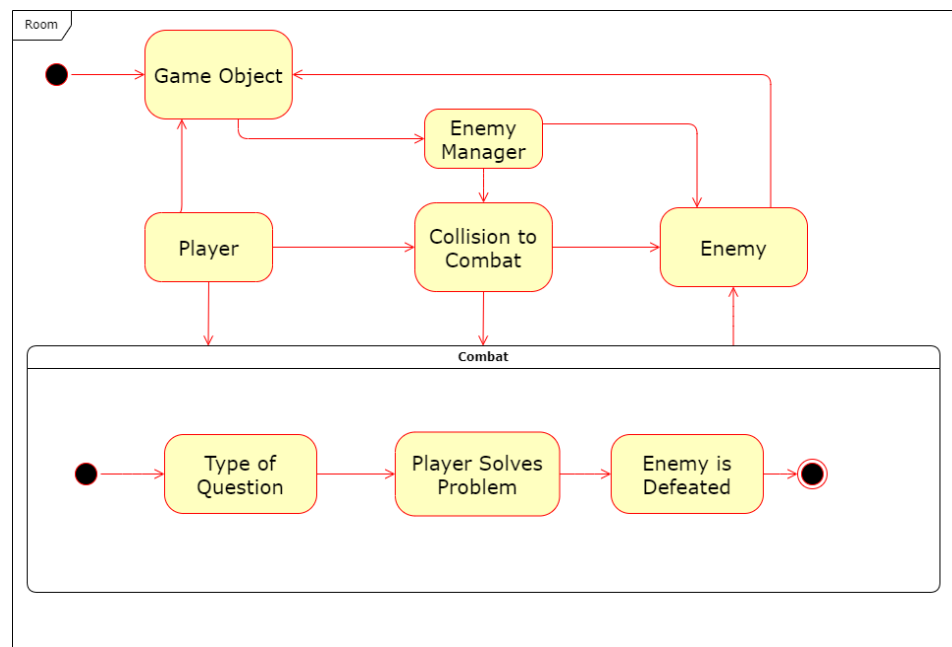 Room
Game Object
Enemy
Manager
Player
Collision to
Combat
Enemy
Combat
Type of
Question
Player Solves
Problem
Enemy is
Defeated